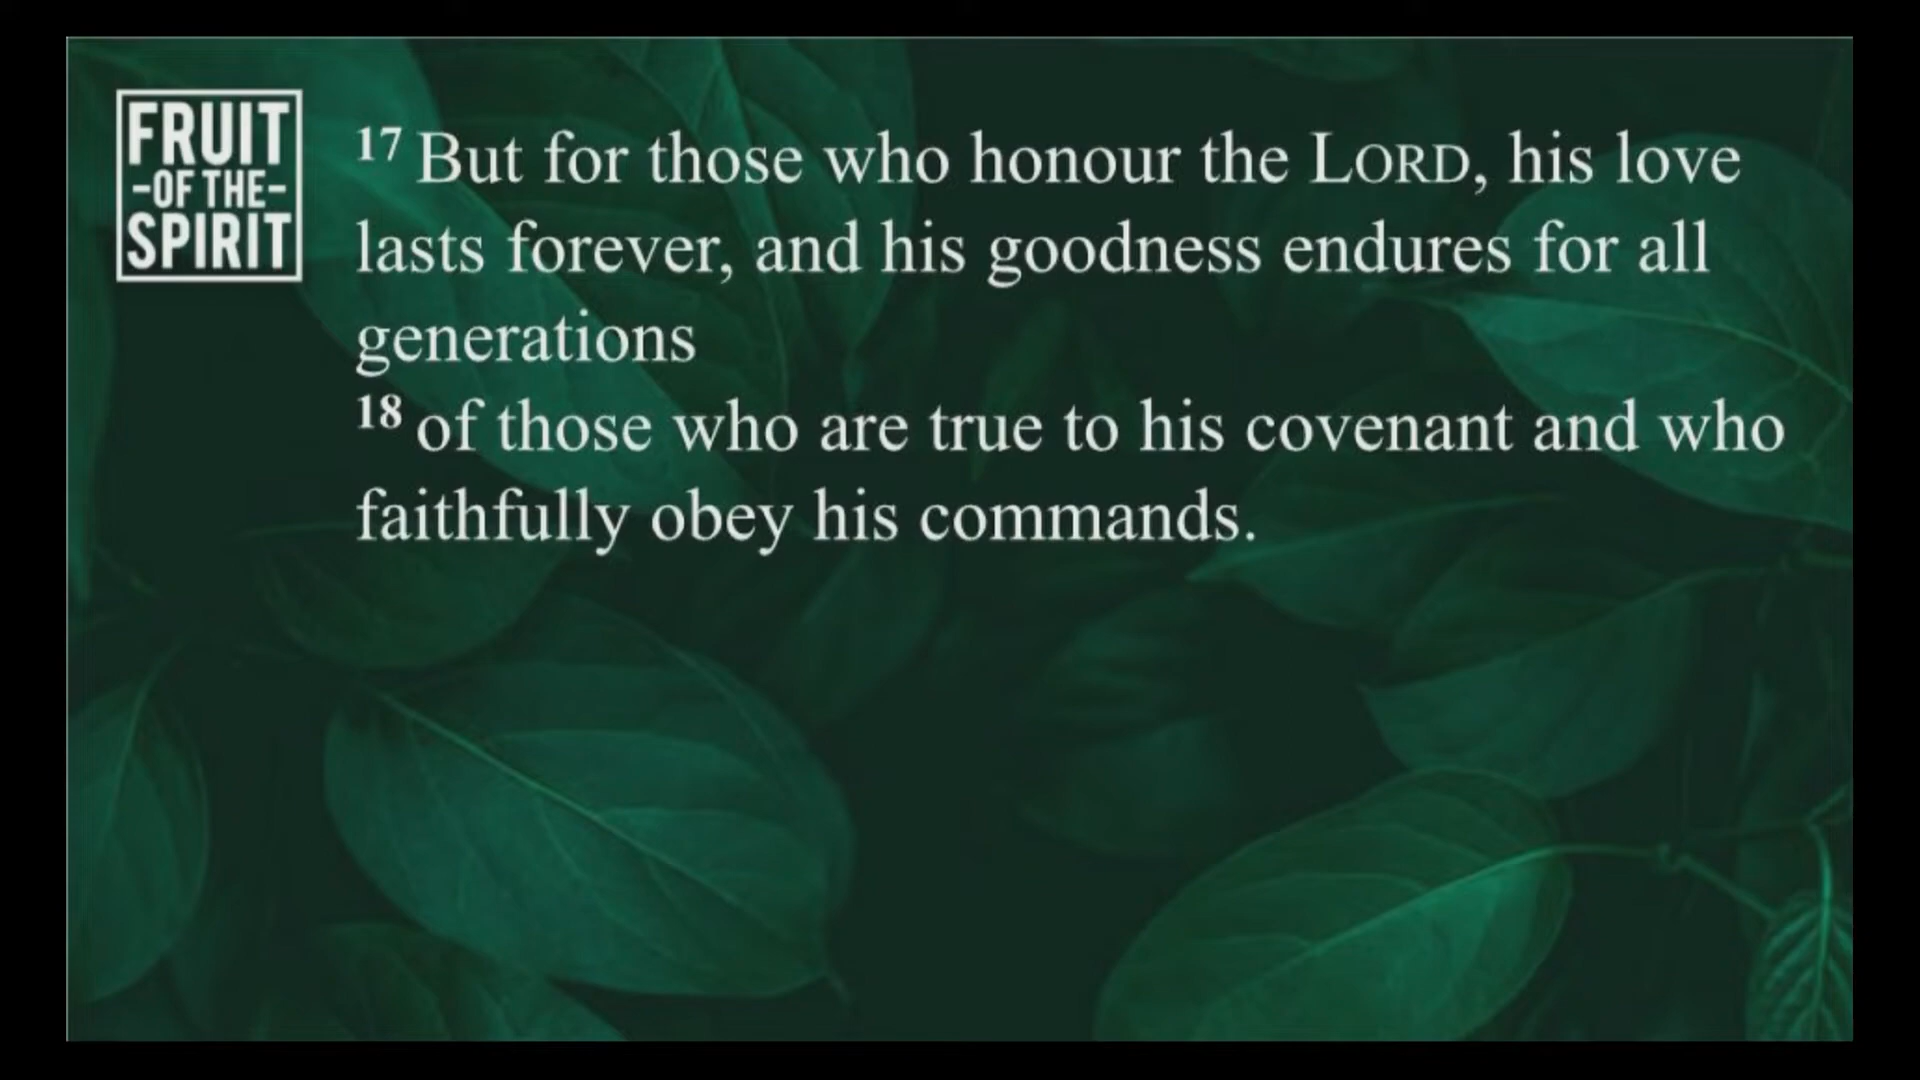 FRUIT
-OF THE-
SPIRIT
17 But for those who honour the LORD, his love
lasts forever, and his goodness endures for all
generations
18 of those who are true to his covenant and who
faithfully obey his commands.